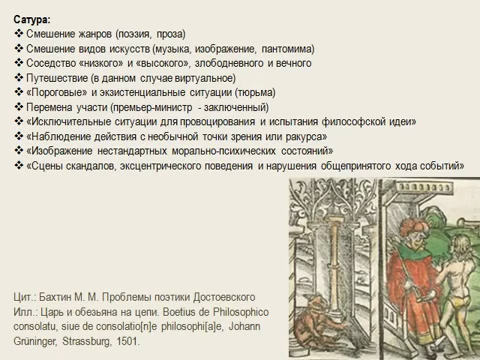 Сатура:
❖ Смешение жанров (поэзия, проза)
❖ Смешение видов искусств (музыка, изображение, пантомима)
❖ Соседство «низкого» и «высокого», злободневного и вечного
❖ Путешествие (в данном случае виртуальное)
❖ «Пороговые» и экзистенциальные ситуации (тюрьма)
❖ Перемена участи (премьер-министр - заключенный)
❖ «Исключительные ситуации для провоцирования и испытания философской идеи»
❖ «Наблюдение действия с необычной точки зрения или ракурса»
❖ «Изображение нестандартных морально-психических состояний»
❖ «Сцены скандалов, эксцентрического поведения и нарушения общепринятого хода событий»
Цит.: Бахтин М. М. Проблемы поэтики Достоевского
Илл.: Царь и обезьяна на цепи. Boetius de Philosophico
consolatu, siue de consolatio[n]e philosophi[a]e, Johann
Grüninger, Strassburg, 1501.